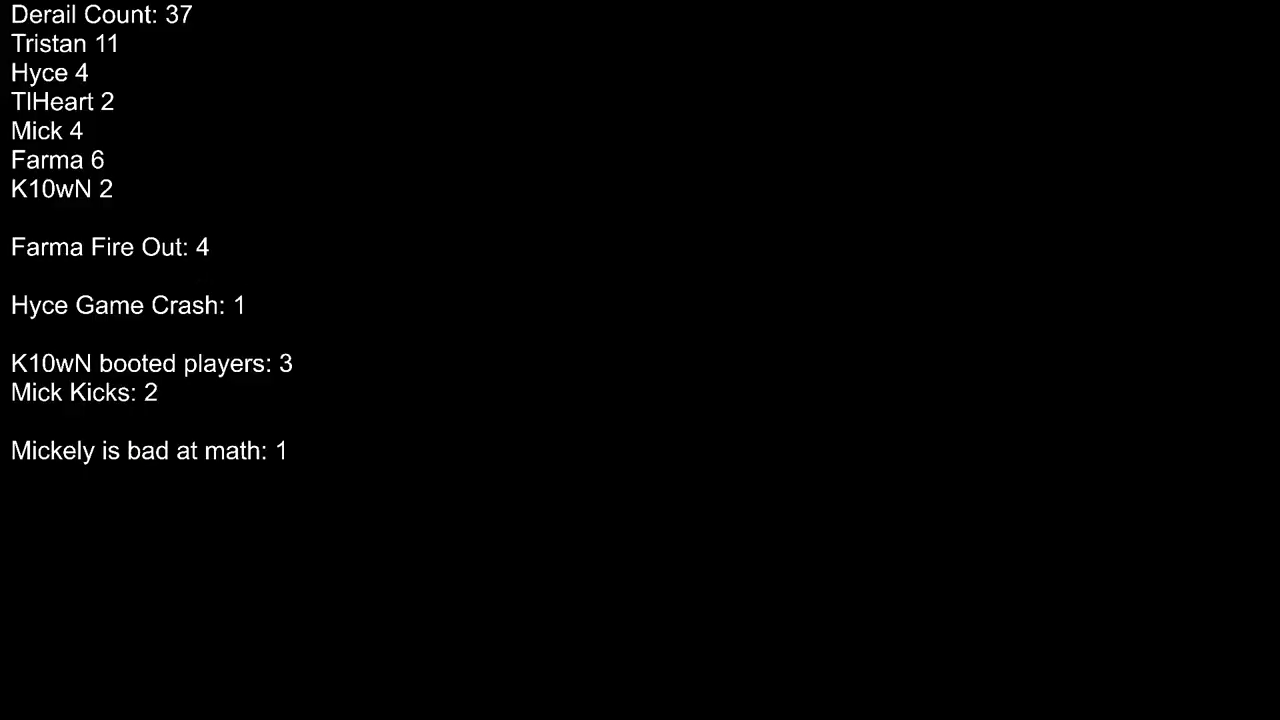 Derail Count: 37
Tristan 11
Hyce 4
TlHeart 2
Mick 4
Farma 6
K10wN 2
Farma Fire Out: 4
Hyce Game Crash: 1
K10wN booted players: 3
Mick Kicks: 2
Mickely is bad at math: 1